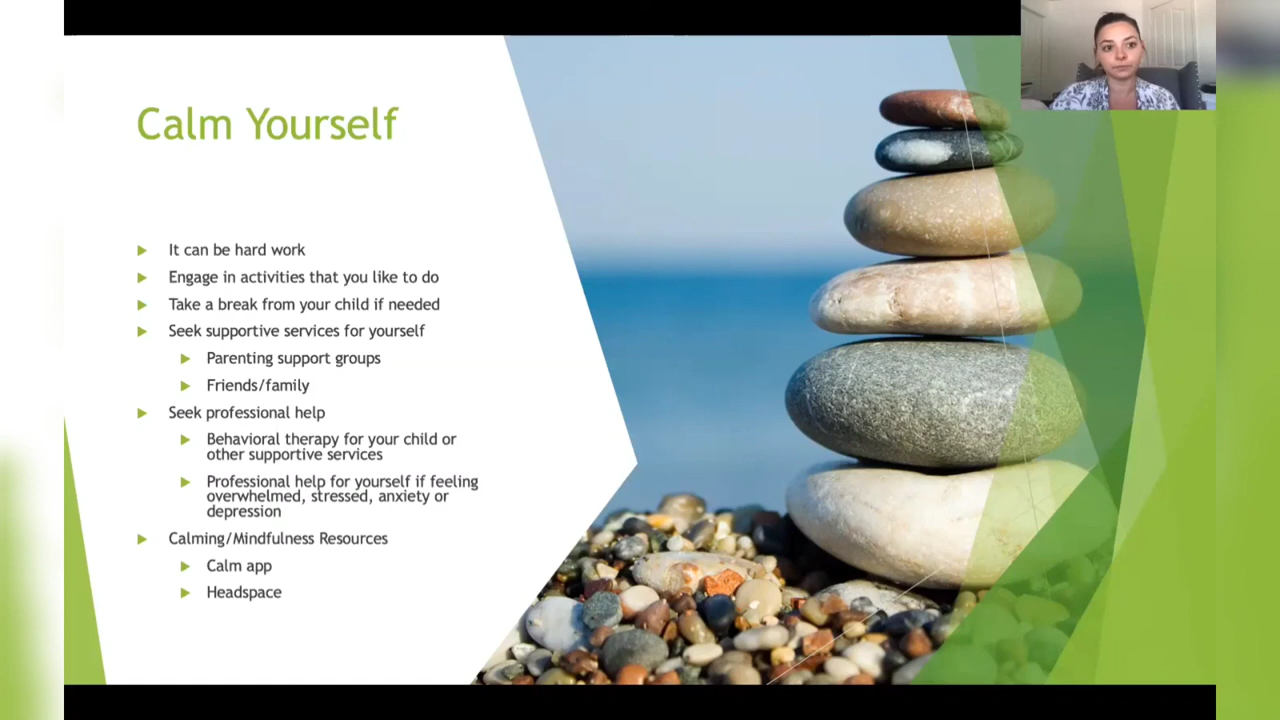 Calm Yourself
It can be hard work
Engage in activities that you like to do
Take a break from your child if needed
Seek supportive services for yourself
Parenting support groups
Friends/family
Seek professional help
Behavioral therapy for your child or
other supportive services
Professional help for yourself if feeling
overwhelmed, stressed, anxiety or
depression
Calming/Mindfulness Resources
Calm app
Headspace